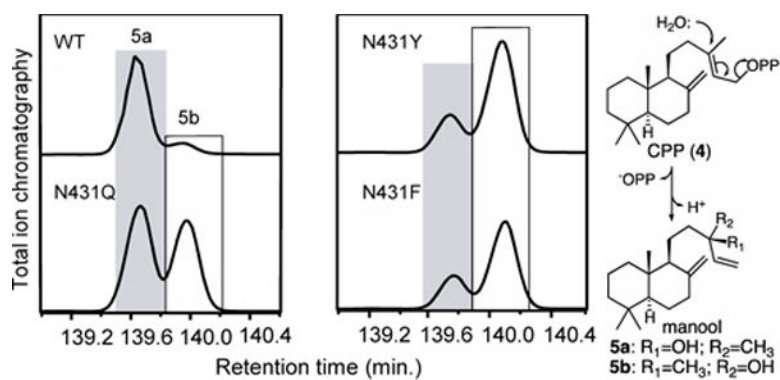 Total ion chromatography
WT
5a
5b
N431Q
N431Y
N431F
139.2 139.6 140.0 140.4
139.2 139.6 140.0 140.4
Retention time (min.)
H₂O:
OPP
H
CPP (4)
⁻OPP
H⁺
R₂
R₁
H
manool
5a: R₁=OH; R₂=CH₃
5b: R₁=CH₃; R₂=OH